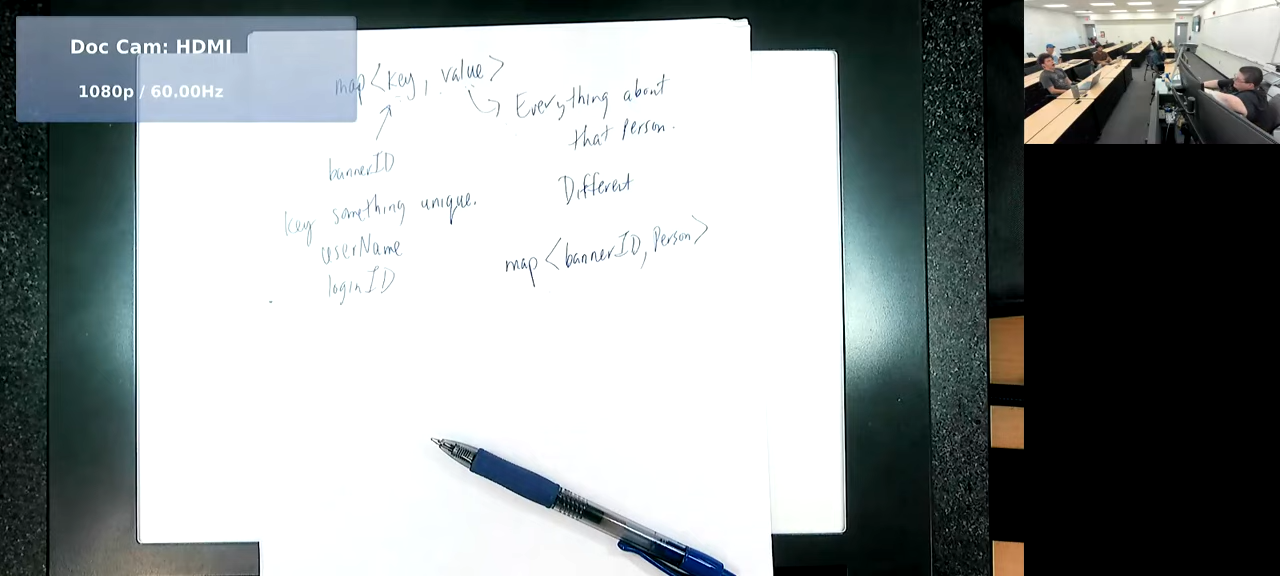 Doc Cam: HDMI
1080p / 60.00Hz
map<key, value>
Everything about
that Person.
bannerID
key something unique.
userName
loginID
Different
map<bannerID, Person>